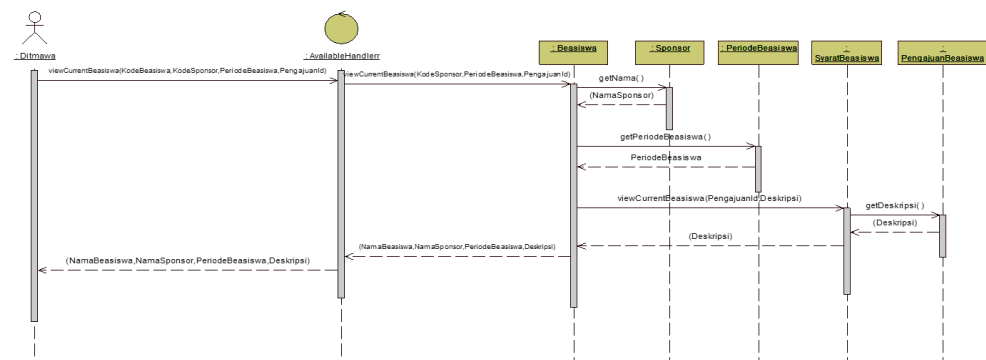 : Ditmawa
: AvailableHandlerr
: Beasiswa
: Sponsor
: PeriodeBeasiswa
:
SyaratBeasiswa
:
PengajuanBeasiswa
viewCurrentBeasiswa(KodeBeasiswa,KodeSponsor,PeriodeBeasiswa,PengajuanId)
viewCurrentBeasiswa(KodeSponsor,PeriodeBeasiswa,PengajuanId)
getNama()
(NamaSponsor)
getPeriodeBeasiswa()
PeriodeBeasiswa
viewCurrentBeasiswa(PengajuanId,Deskripsi)
getDeskripsi()
(Deskripsi)
(Deskripsi)
(NamaBeasiswa,NamaSponsor,PeriodeBeasiswa,Deskripsi)
(NamaBeasiswa,NamaSponsor,PeriodeBeasiswa,Deskripsi)